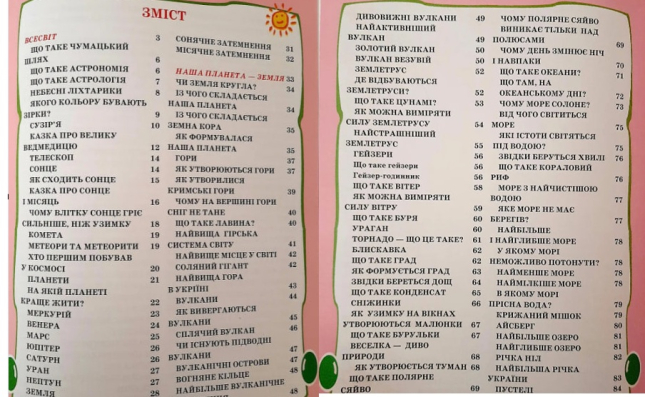 ЗМІСТ
ВСЕСВІТ
ЩО ТАКЕ ЧУМАЦЬКИЙ 3
ШЛЯХ 6
ЩО ТАКЕ АСТРОНОМІЯ 6
ЩО ТАКЕ АСТРОЛОГІЯ 7
НЕБЕСНІ ЛІХТАРИКИ 8
ЯКОГО КОЛЬОРУ БУВАЮТЬ
ЗІРКИ? 9
СУЗІР'Я 10
КАЗКА ПРО ВЕЛИКУ
ВЕДМЕДИЦЮ 12
ТЕЛЕСКОП 14
СОНЦЕ 14
ЯК СХОДИТЬ СОНЦЕ 15
КАЗКА ПРО СОНЦЕ
І МІСЯЦЬ 16
ЧОМУ ВЛІТКУ СОНЦЕ ГРІЄ
СИЛЬНІШЕ, НІЖ УЗИМКУ 18
КОМЕТА 19
МЕТЕОРИ ТА МЕТЕОРИТИ 19
ХТО ПЕРШИМ ПОБУВАВ
У КОСМОСІ 20
ПЛАНЕТИ 21
НА ЯКІЙ ПЛАНЕТІ
КРАЩЕ ЖИТИ? 22
МЕРКУРІЙ 23
ВЕНЕРА 24
МАРС 25
ЮПІТЕР 26
САТУРН 26
УРАН 27
НЕПТУН 27
ЗЕМЛЯ 28
СОНЯЧНЕ ЗАТЕМНЕННЯ 31
МІСЯЧНЕ ЗАТЕМНЕННЯ 32
НАША ПЛАНЕТА — ЗЕМЛЯ 33
ЧИ ЗЕМЛЯ КРУГЛА? 34
ІЗ ЧОГО СКЛАДАЄТЬСЯ
НАША ПЛАНЕТА 34
ІЗ ЧОГО СКЛАДАЄТЬСЯ
ЗЕМНА КОРА 35
ЯК ФОРМУВАЛАСЯ
НАША ПЛАНЕТА 35
ГОРИ 37
ЯК УТВОРЮЮТЬСЯ ГОРИ 37
ЯК УТВОРИЛИСЯ
КРИМСЬКІ ГОРИ 39
ЧОМУ НА ВЕРШИНІ ГОРИ
СНІГ НЕ ТАНЕ 40
ЩО ТАКЕ ЛАВИНА? 40
НАЙВИЩА ГІРСЬКА
СИСТЕМА СВІТУ 41
НАЙВИЩЕ МІСЦЕ У СВІТІ 42
СОЛЯНИЙ ГІГАНТ 42
НАЙВИЩА ГОРА
В УКРАЇНІ 43
ВУЛКАНИ 44
ЯК ВИВЕРГАЮТЬСЯ
ВУЛКАНИ 45
СПЛЯЧИЙ ВУЛКАН 46
ЧИ ІСНУЮТЬ ПІДВОДНІ
ВУЛКАНИ 47
ВУЛКАНІЧНІ ОСТРОВИ 47
ВОГНЯНЕ КІЛЬЦЕ 48
НАЙБІЛЬШЕ ВУЛКАНІЧНЕ
48
ДИВОВИЖНІ ВУЛКАНИ 49
НАЙАКТИВНІШИЙ
ВУЛКАН 49
ЗОЛОТИЙ ВУЛКАН 50
ВУЛКАН ВЕЗУВІЙ 50
ЗЕМЛЕТРУС 52
ДЕ ВІДБУВАЮТЬСЯ
ЗЕМЛЕТРУСИ? 52
ЩО ТАКЕ ЦУНАМІ? 53
ЯК МОЖНА ВИМІРЯТИ
СИЛУ ЗЕМЛЕТРУСУ 54
НАЙСТРАШНІШИЙ
ЗЕМЛЕТРУС 55
ГЕЙЗЕРИ 56
Що таке гейзери 56
Гейзер-годинник 56
ЩО ТАКЕ ВІТЕР 58
ЯК МОЖНА ВИМІРЯТИ
СИЛУ ВІТРУ 59
ЩО ТАКЕ БУРЯ 60
УРАГАН 60
ТОРНАДО — ЩО ЦЕ ТАКЕ? 61
БЛИСКАВКА 62
ЩО ТАКЕ ГРАД 62
ЯК ФОРМУЄТЬСЯ ГРАД 63
ЗВІДКИ БЕРЕТЬСЯ ДОЩ 64
ЩО ТАКЕ КОНДЕНСАТ 65
СНІЖИНКИ 66
ЯК УЗИМКУ НА ВІКНАХ
УТВОРЮЮТЬСЯ МАЛЮНКИ 67
ЩО ТАКЕ БУРУЛЬКИ 67
ВЕСЕЛКА — ДИВО
ПРИРОДИ 68
ЯК УТВОРЮЄТЬСЯ ТУМАН 68
ЩО ТАКЕ ПОЛЯРНЕ
СЯЙВО 69
ЧОМУ ПОЛЯРНЕ СЯЙВО
ВИНИКАЄ ТІЛЬКИ НАД
ПОЛЮСАМИ 69
ЧОМУ ДЕНЬ ЗМІНЮЄ НІЧ
І НАВПАКИ 70
ЩО ТАКЕ ОКЕАНИ? 71
ЩО ТАМ, НА
ОКЕАНСЬКОМУ ДНІ? 72
ЧОМУ МОРЕ СОЛОНЕ? 73
ВІД ЧОГО СВІТИТЬСЯ
МОРЕ 75
ЯКІ ІСТОТИ СВІТЯТЬСЯ
ПІД ВОДОЮ? 75
ЗВІДКИ БЕРУТЬСЯ ХВИЛІ 76
ЩО ТАКЕ КОРАЛОВИЙ
РИФ 76
МОРЕ З НАЙЧИСТІШОЮ
ВОДОЮ 77
ЯКЕ МОРЕ НЕ МАЄ
БЕРЕГІВ? 77
НАЙБІЛЬШЕ
І НАЙГЛИБШЕ МОРЕ 78
У ЯКОМУ МОРІ
НЕМОЖЛИВО ПОТОНУТИ? 78
НАЙМЕНШЕ МОРЕ 78
НАЙМІЛКІШЕ МОРЕ 78
В ЯКОМУ МОРІ
ПРІСНА ВОДА? 79
КРИЖАНИЙ МІШОК 79
АЙСБЕРГ 80
НАЙБІЛЬШЕ ОЗЕРО 81
НАЙГЛИБШЕ ОЗЕРО 81
РІЧКА НІЛ 82
НАЙБІЛЬША РІЧКА
УКРАЇНИ 83
ПУСТЕЛІ 84